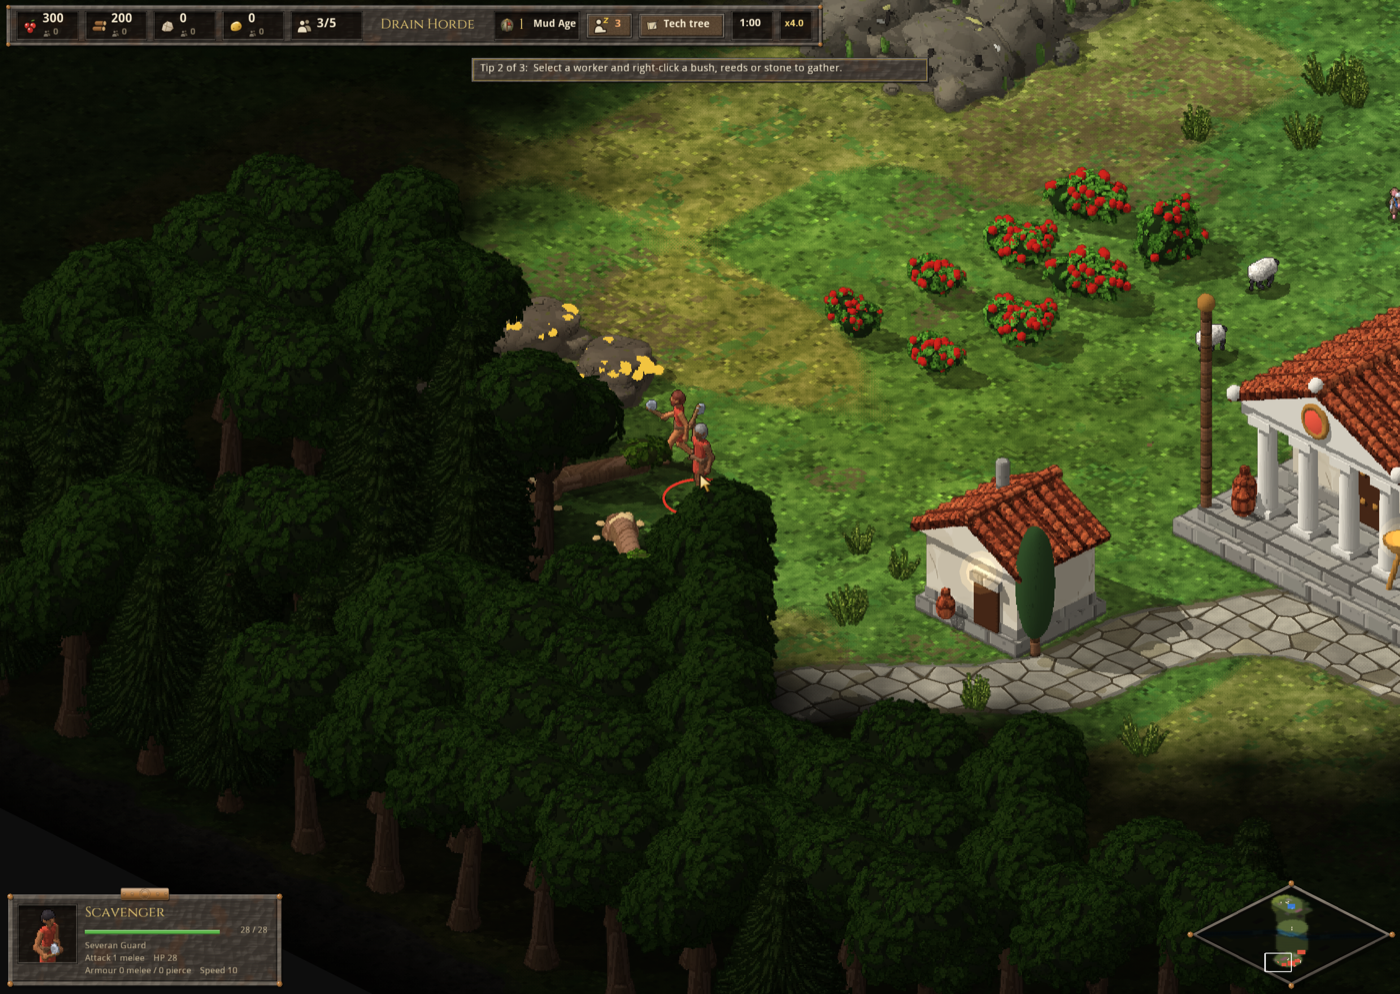 300
0
200
0
0
0
0
0
3/5
DRAIN HORDE
I
Mud Age
z
3
Tech tree
1:00
x4.0
Tip 2 of 3: Select a worker and right-click a bush, reeds or stone to gather.
SCAVENGER
28 / 28
Severan Guard
Attack 1 melee HP 28
Armour 0 melee / 0 pierce Speed 10